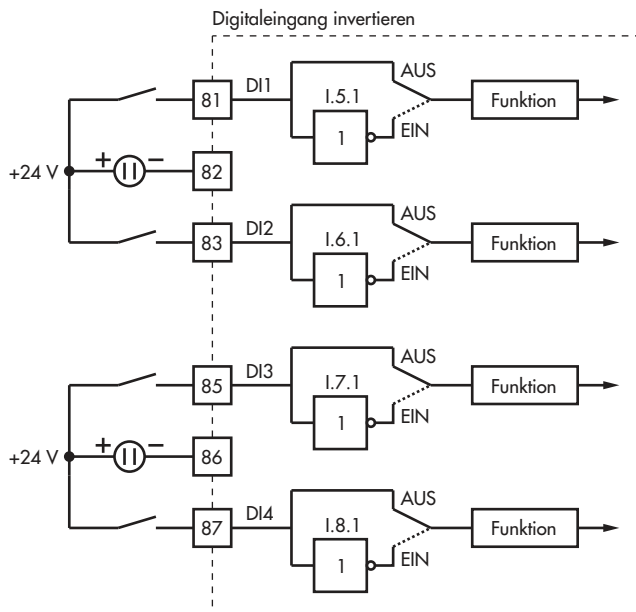 Digitaleingang invertieren
81 DI1 I.5.1 AUS Funktion
1 EIN
+24 V + − 82
83 DI2 I.6.1 AUS Funktion
1 EIN
85 DI3 I.7.1 AUS Funktion
1 EIN
+24 V + − 86
87 DI4 I.8.1 AUS Funktion
1 EIN